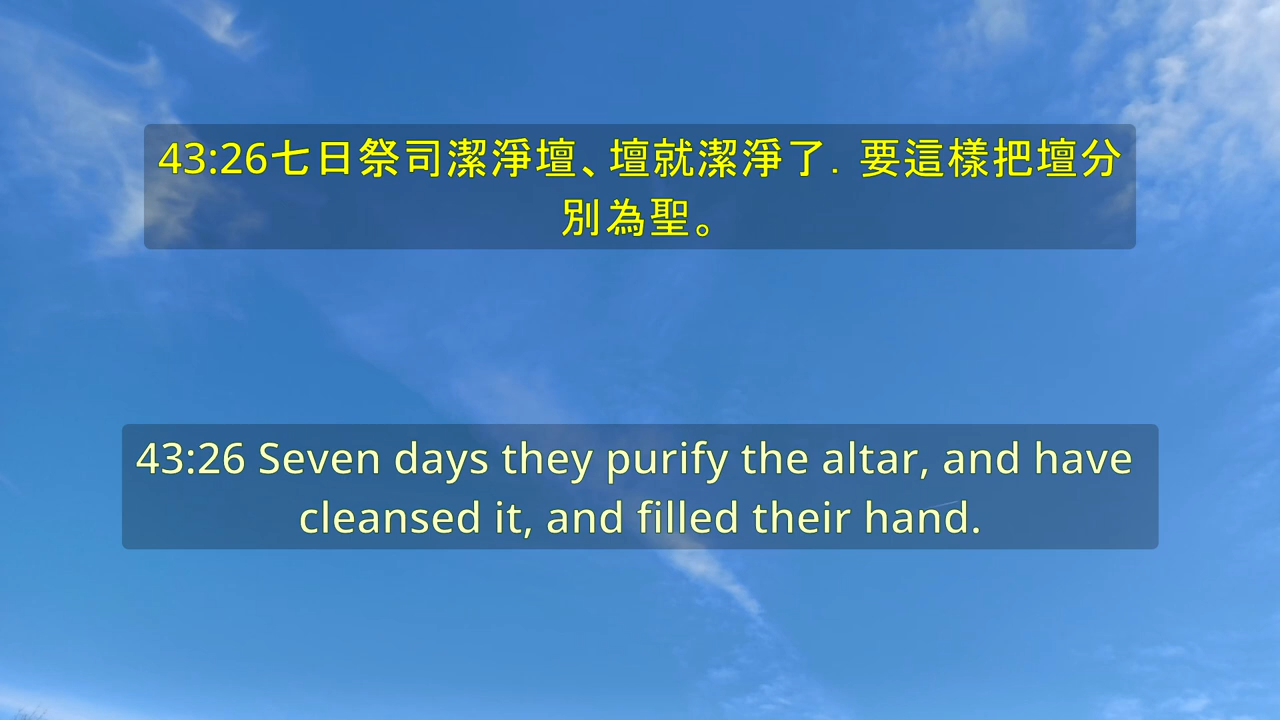 43:26七日祭司潔淨壇、壇就潔淨了．要這樣把壇分
別為聖。
43:26 Seven days they purify the altar, and have
cleansed it, and filled their hand.